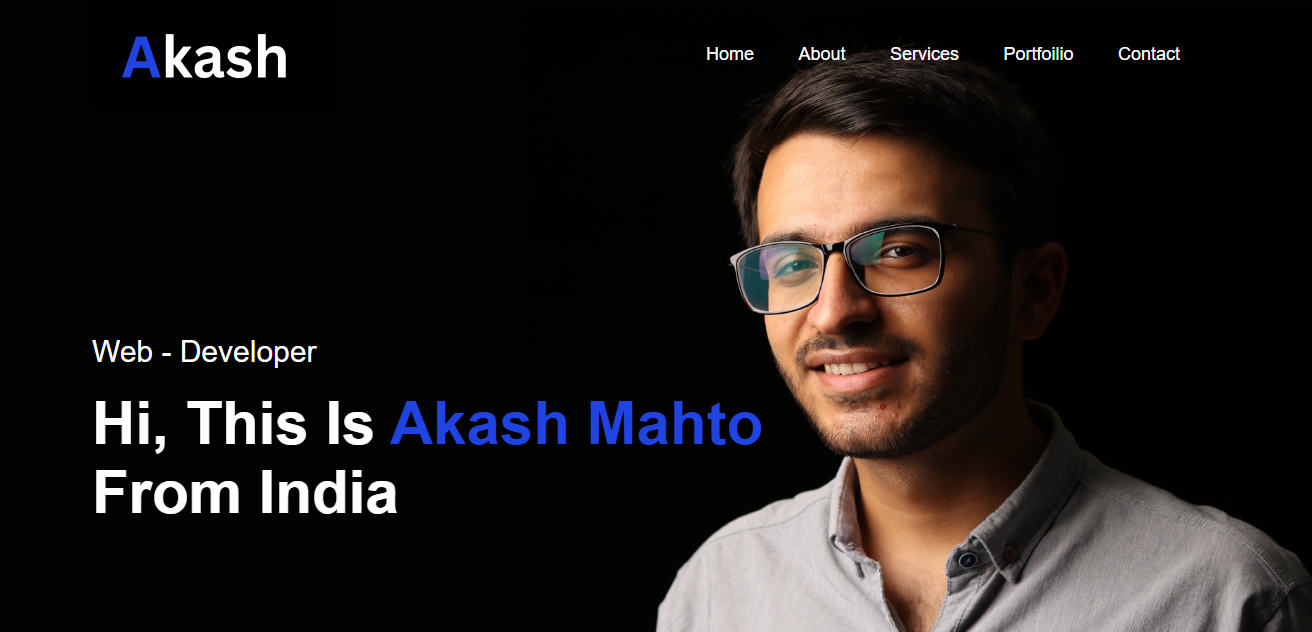 Akash
Home About Services Portfoilio Contact
Web - Developer
Hi, This Is Akash Mahto
From India